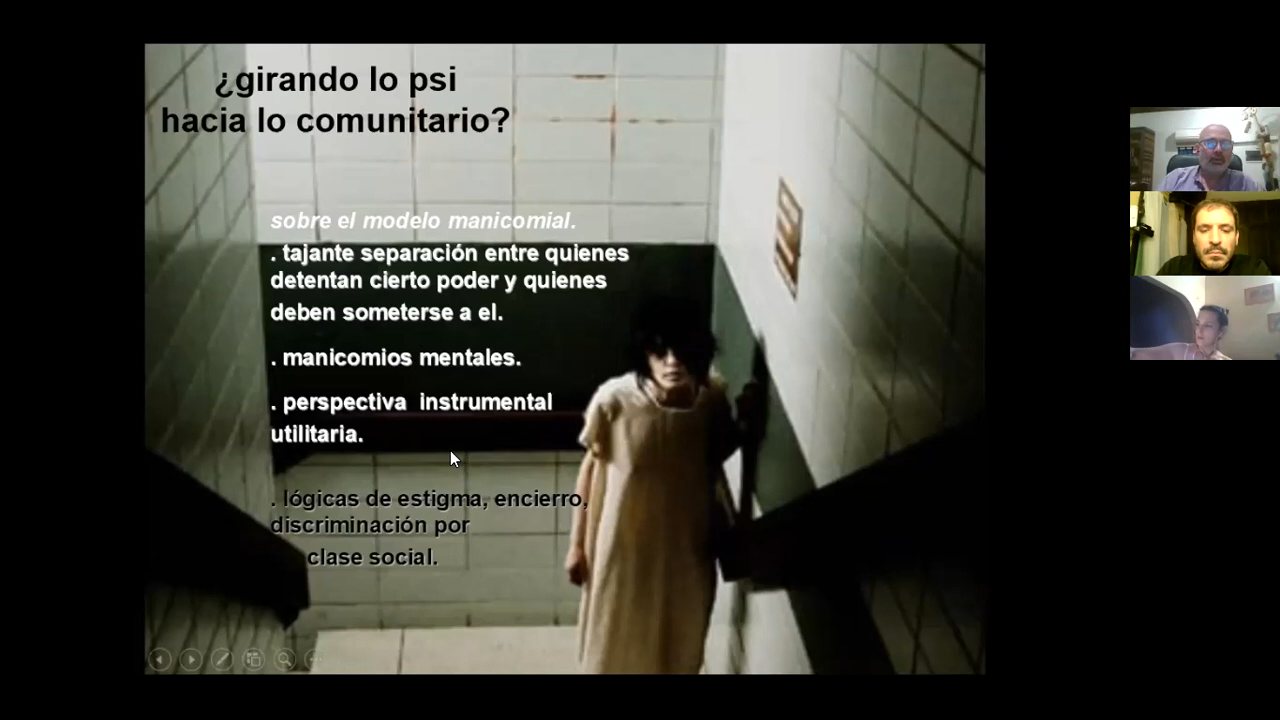 ¿girando lo psi
hacia lo comunitario?
sobre el modelo manicomial.
. tajante separación entre quienes
detentan cierto poder y quienes
deben someterse a el.
. manicomios mentales.
. perspectiva  instrumental
utilitaria.
. lógicas de estigma, encierro,
discriminación por
clase social.